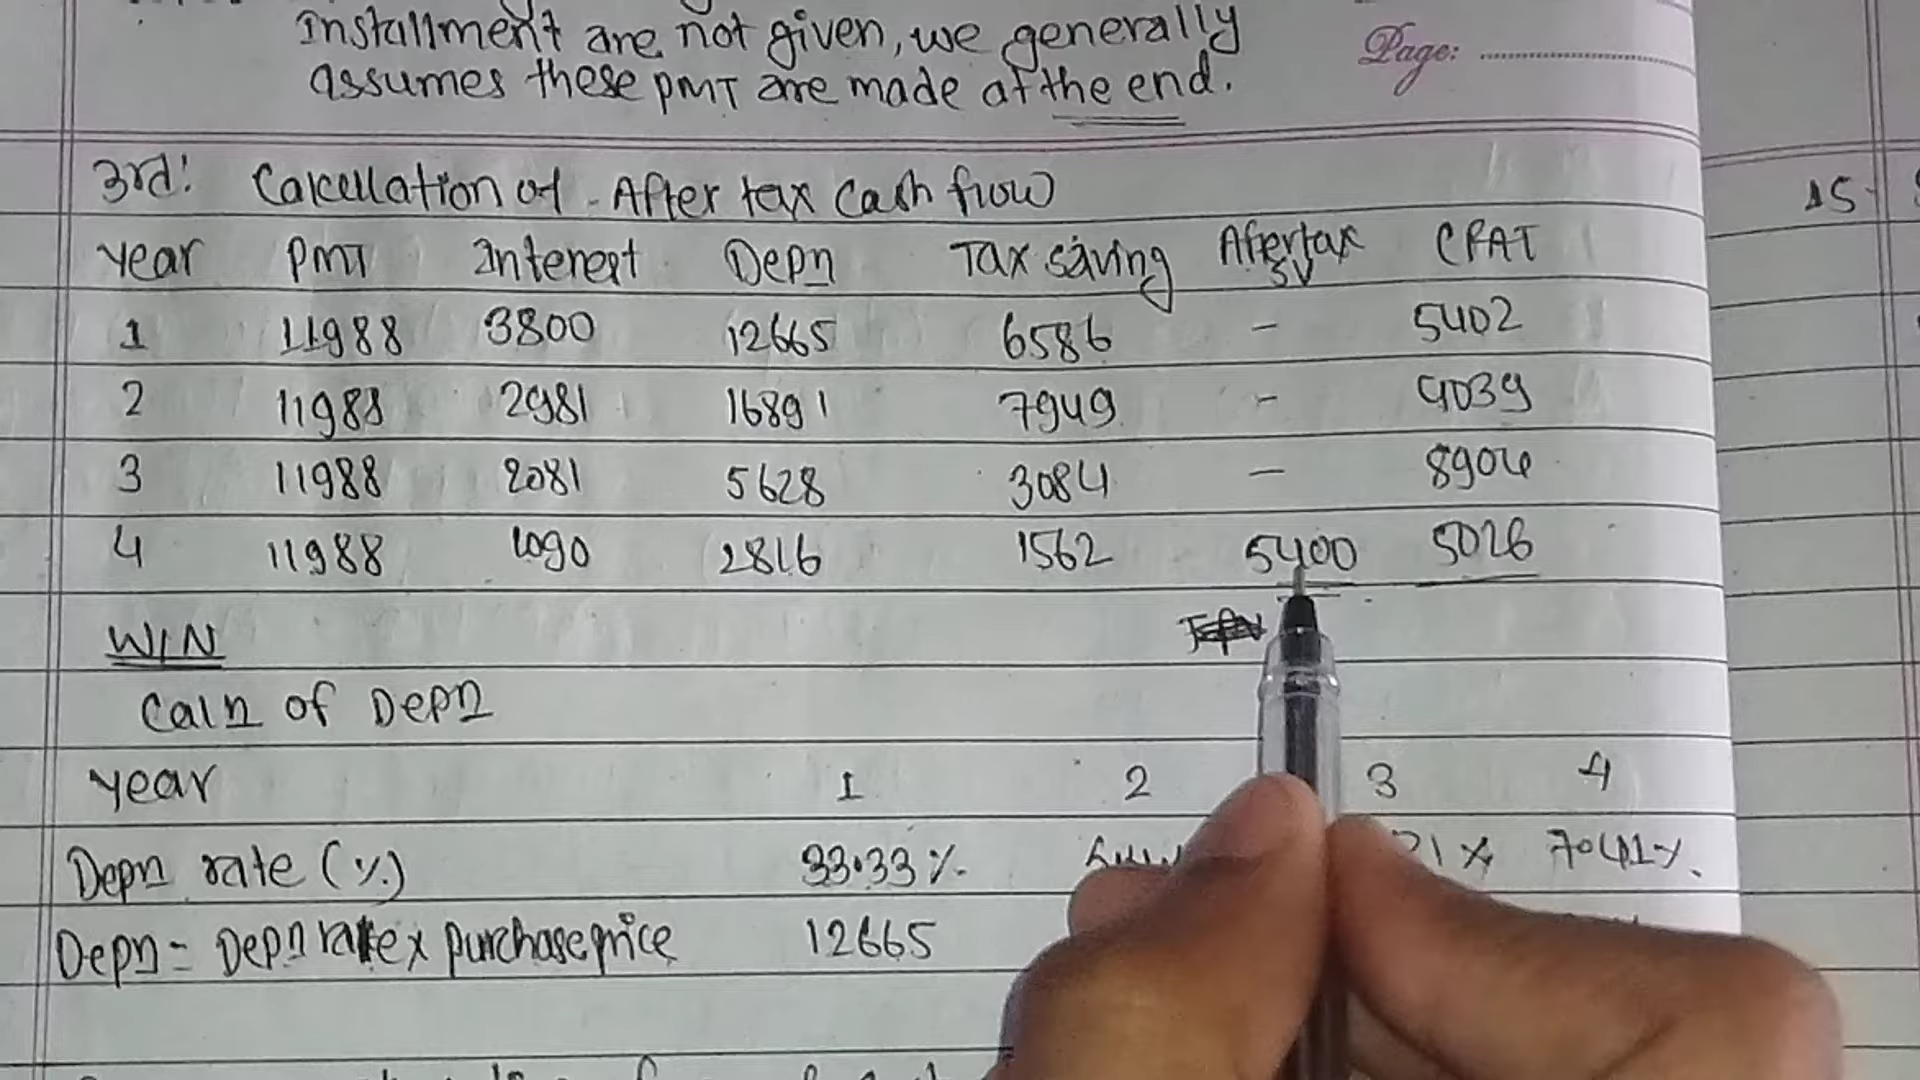 Installment are not given, we generally
assumes these PMT are made at the end.
Page:
3rd: Calcullation of After tax Cash flow
15
Year PMT Interest Depn Tax saving Afertax SV CFAT
1 11988 3800 12665 6586 - 5402
2 11988 2981 16891 7949 - 4039
3 11988 2081 5628 3084 - 8904
4 11988 1090 2816 1562 5400 5026
W/N
Caln of Depn
Year 1 2 3 4
Depn rate (%) 33.33% 7.41%.
Depn = Depn rate x purchase price 12665